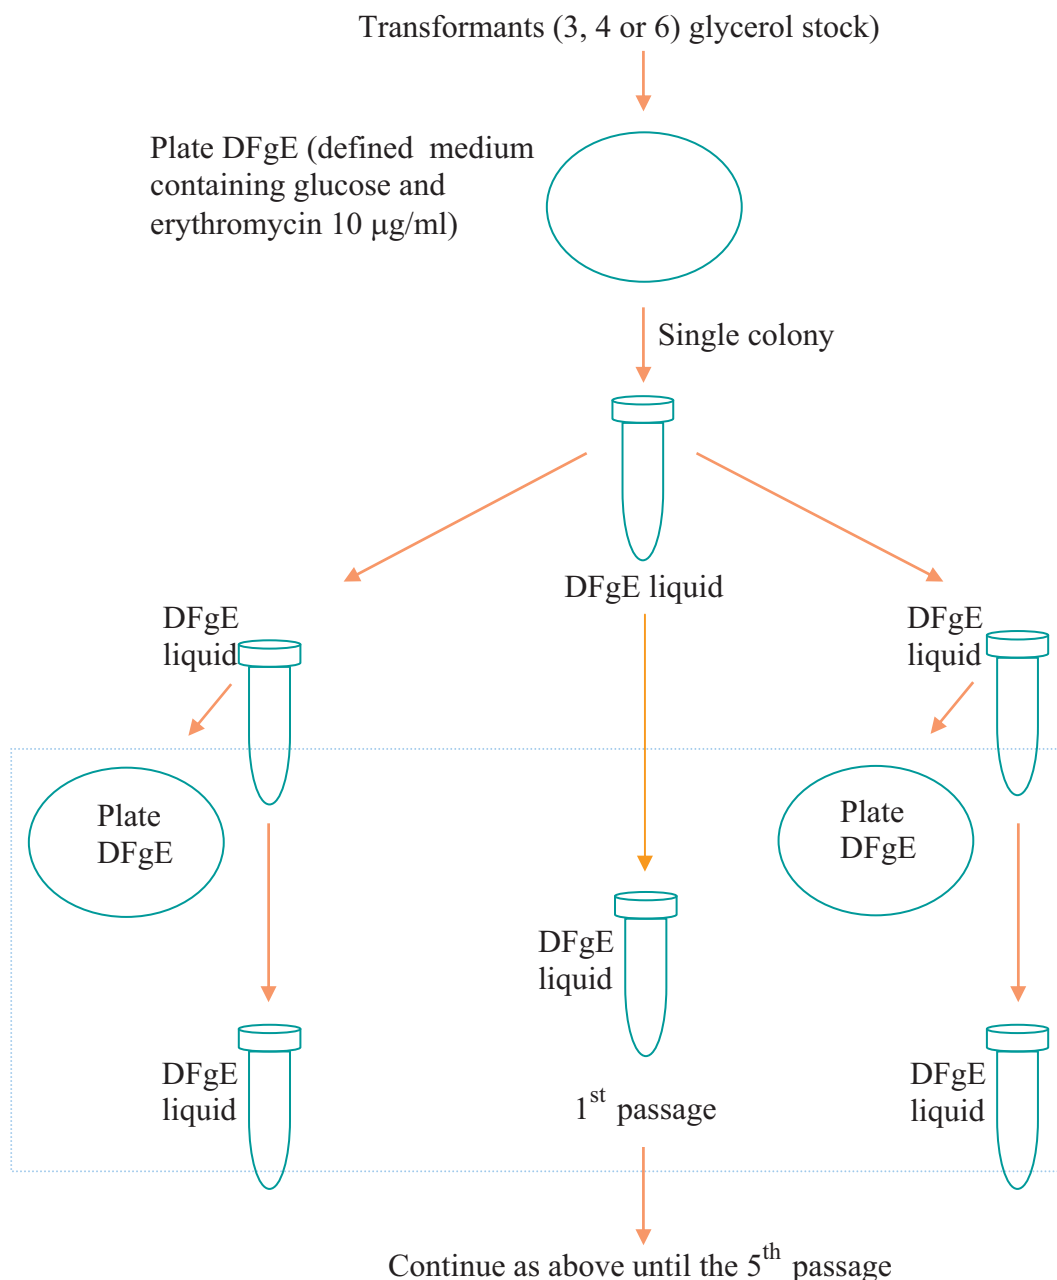 Transformants (3, 4 or 6) glycerol stock)
Plate DFgE (defined medium
containing glucose and
erythromycin 10 μg/ml)
Single colony
DFgE liquid
DFgE
liquid
DFgE
liquid
Plate
DFgE
Plate
DFgE
DFgE
liquid
DFgE
liquid
DFgE
liquid
1st passage
Continue as above until the 5th passage